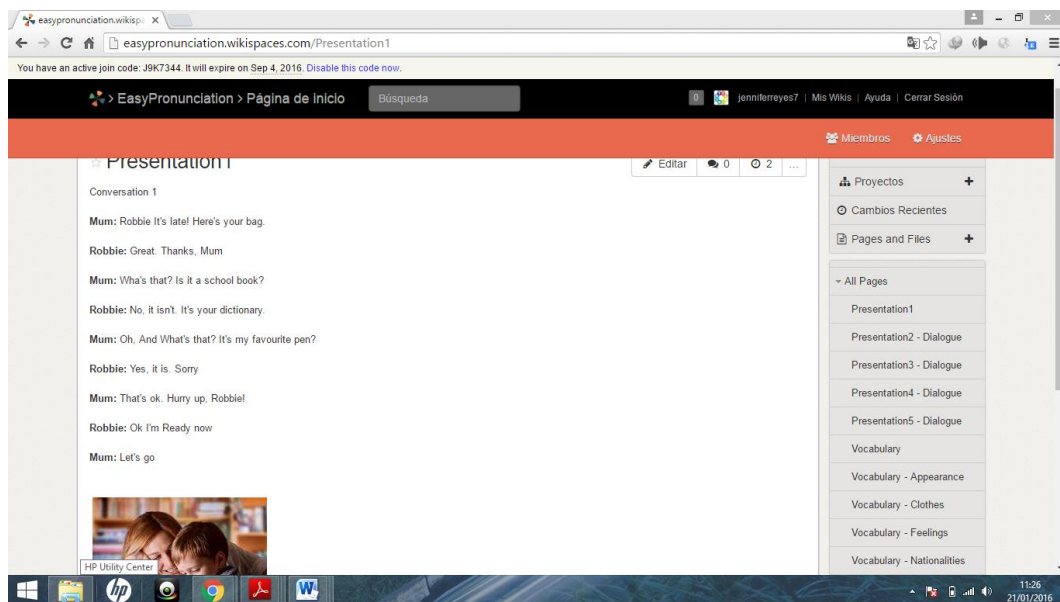 easypronunciation.wikispa
easypronunciation.wikispaces.com/Presentation1
You have an active join code: J9K7344. It will expire on Sep 4, 2016. Disable this code now.
> EasyPronunciation > Página de inicio
Búsqueda
0
jenniferreyes7 | Mis Wikis | Ayuda | Cerrar Sesión
Miembros
Ajustes
Presentation1
Editar
0
2
...
Conversation 1
Mum: Robbie It's late! Here's your bag.
Robbie: Great. Thanks, Mum
Mum: Wha's that? Is it a school book?
Robbie: No, it isn't. It's your dictionary.
Mum: Oh, And What's that? It's my favourite pen?
Robbie: Yes, it is. Sorry
Mum: That's ok. Hurry up, Robbie!
Robbie: Ok I'm Ready now
Mum: Let's go
Proyectos
Cambios Recientes
Pages and Files
All Pages
Presentation1
Presentation2 - Dialogue
Presentation3 - Dialogue
Presentation4 - Dialogue
Presentation5 - Dialogue
Vocabulary
Vocabulary - Appearance
Vocabulary - Clothes
Vocabulary - Feelings
Vocabulary - Nationalities
HP Utility Center
hp
W
11:26
21/01/2016